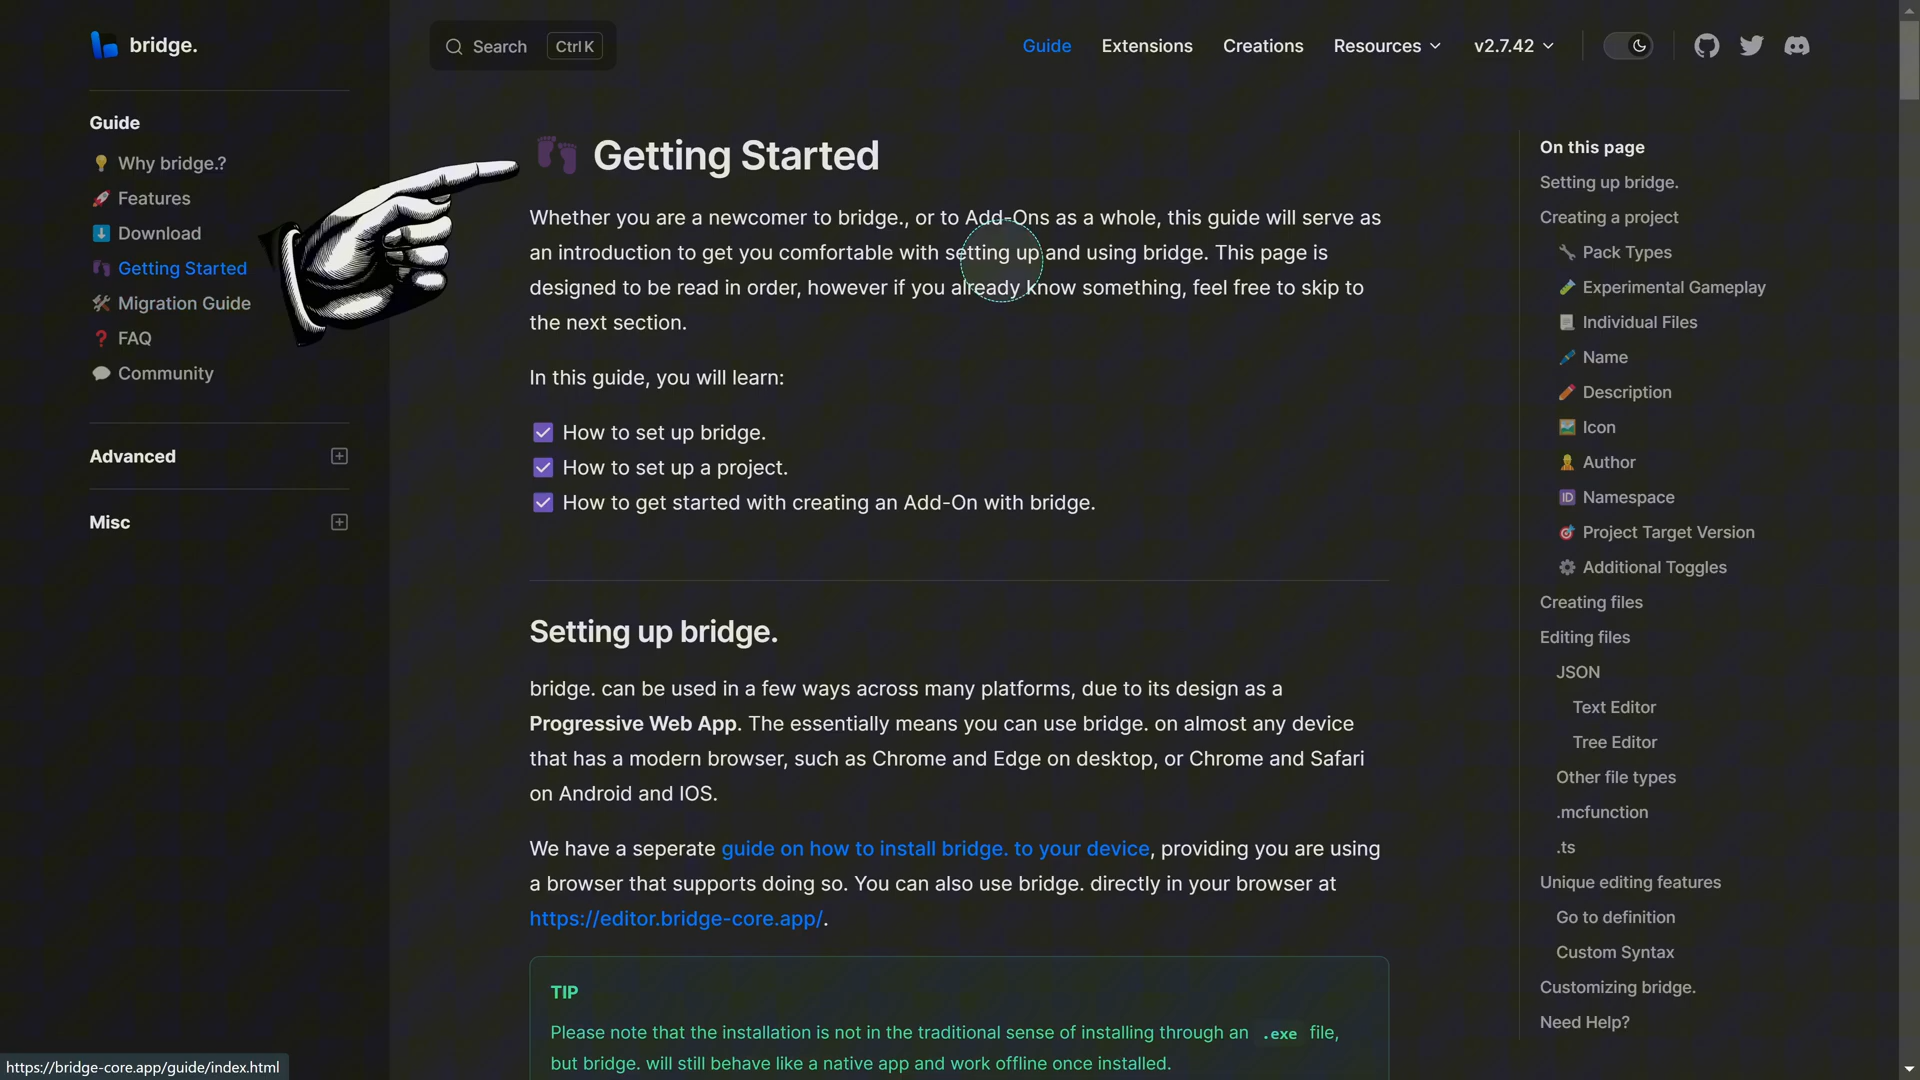 bridge.
Search
Ctrl K
Guide
Extensions
Creations
Resources
v2.7.42
Guide
Why bridge.?
Features
Download
Getting Started
Migration Guide
FAQ
Community
Advanced
Misc
Getting Started
Whether you are a newcomer to bridge., or to Add-Ons as a whole, this guide will serve as
an introduction to get you comfortable with setting up and using bridge. This page is
designed to be read in order, however if you already know something, feel free to skip to
the next section.
In this guide, you will learn:
How to set up bridge.
How to set up a project.
How to get started with creating an Add-On with bridge.
Setting up bridge.
bridge. can be used in a few ways across many platforms, due to its design as a
Progressive Web App. The essentially means you can use bridge. on almost any device
that has a modern browser, such as Chrome and Edge on desktop, or Chrome and Safari
on Android and IOS.
We have a seperate guide on how to install bridge. to your device, providing you are using
a browser that supports doing so. You can also use bridge. directly in your browser at
https://editor.bridge-core.app/.
TIP
Please note that the installation is not in the traditional sense of installing through an .exe file,
but bridge. will still behave like a native app and work offline once installed.
On this page
Setting up bridge.
Creating a project
Pack Types
Experimental Gameplay
Individual Files
Name
Description
Icon
Author
ID Namespace
Project Target Version
Additional Toggles
Creating files
Editing files
JSON
Text Editor
Tree Editor
Other file types
.mcfunction
.ts
Unique editing features
Go to definition
Custom Syntax
Customizing bridge.
Need Help?
https://bridge-core.app/guide/index.html